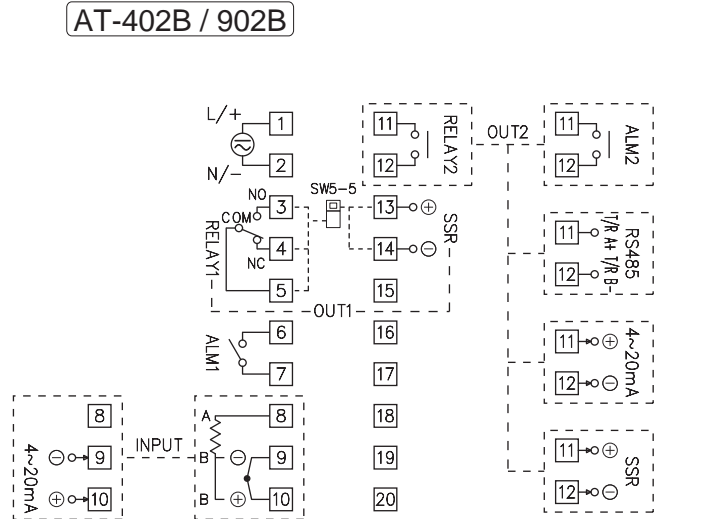 AT-402B / 902B
L/+
N/-
1
2
NO
COM
NC
RELAY1
3
4
5
SW5-5
OUT1
ALM1
6
7
11
12
RELAY2
13
14
SSR
15
16
17
18
19
20
OUT2
11
12
ALM2
11
12
T/R A+
T/R B-
RS485
11
12
4~20mA
11
12
SSR
8
9
10
4~20mA
INPUT
A
B
B
8
9
10